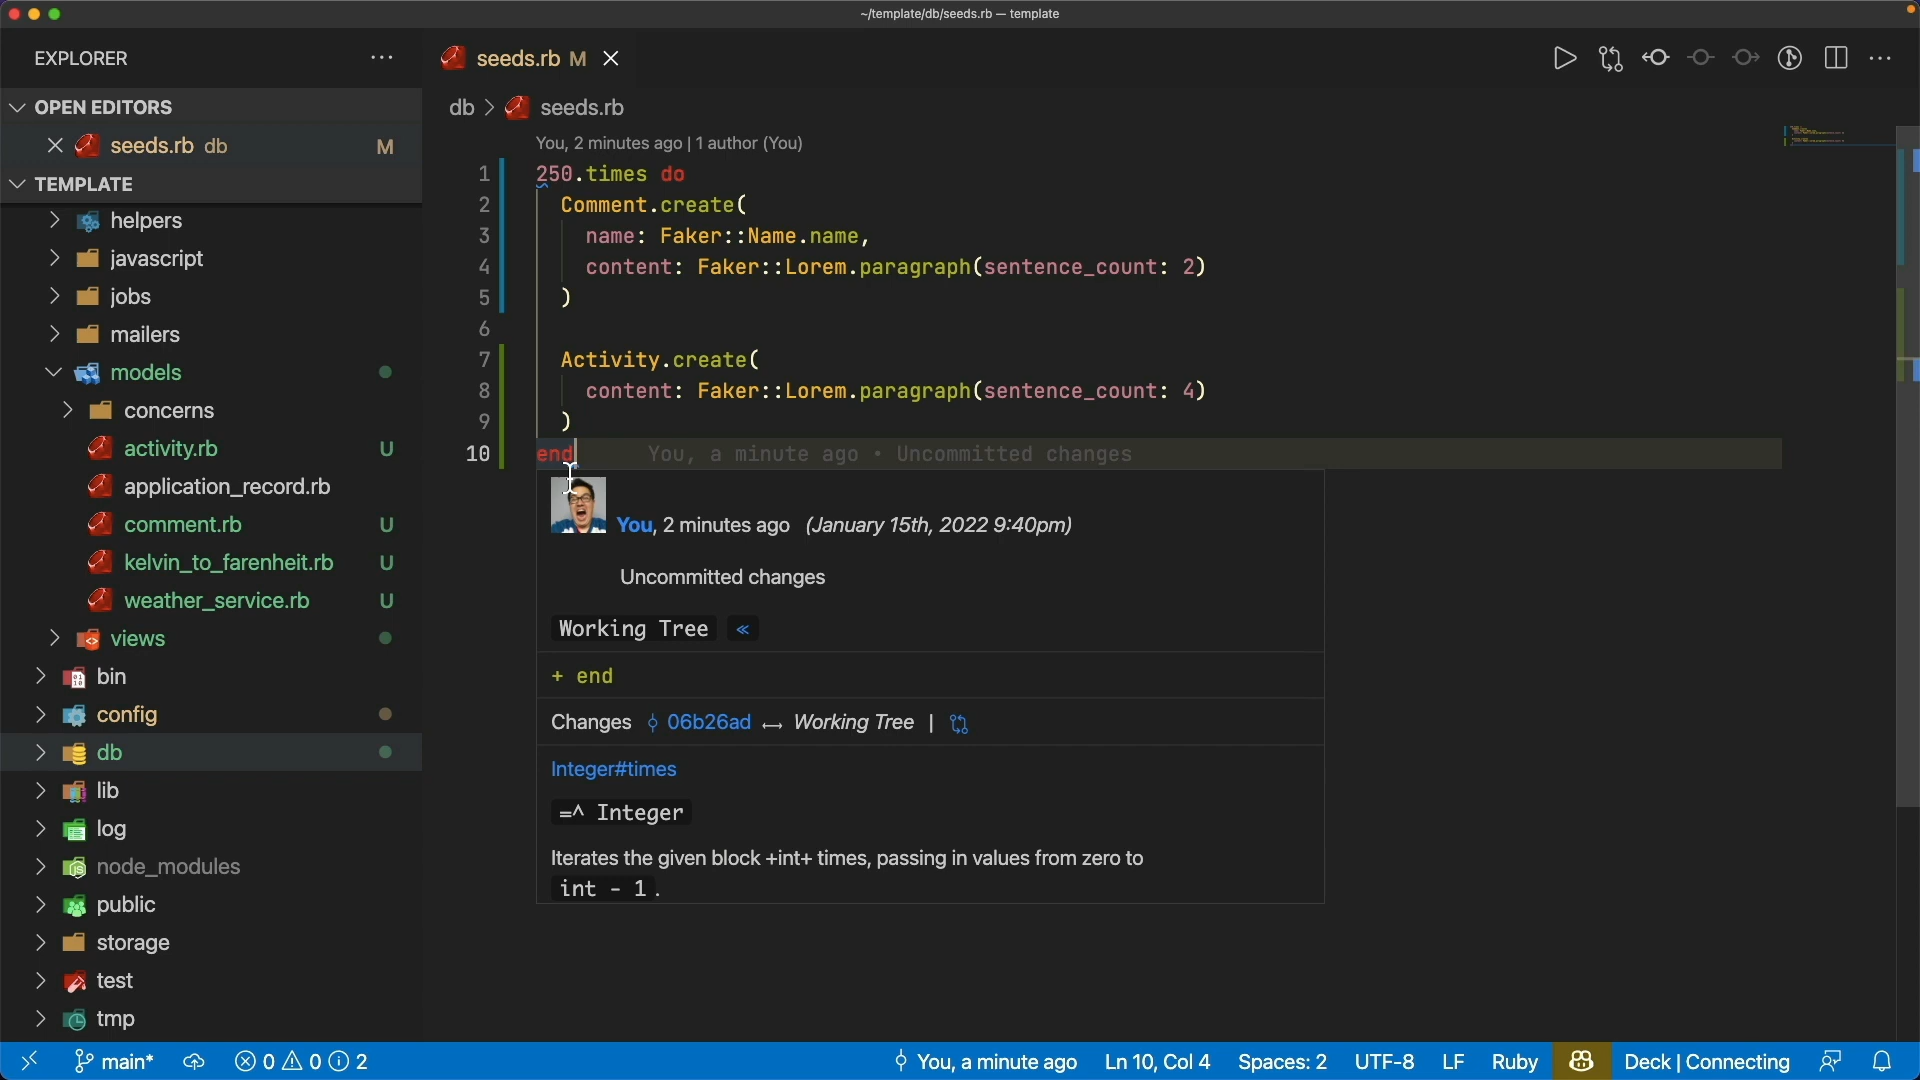 ~/template/db/seeds.rb — template
EXPLORER
OPEN EDITORS
seeds.rb db M
TEMPLATE
helpers
javascript
jobs
mailers
models
concerns
activity.rb U
application_record.rb
comment.rb U
kelvin_to_farenheit.rb U
weather_service.rb U
views
bin
config
db
lib
log
node_modules
public
storage
test
tmp
seeds.rb M
db > seeds.rb
You, 2 minutes ago | 1 author (You)
1 250.times do
2 Comment.create(
3 name: Faker::Name.name,
4 content: Faker::Lorem.paragraph(sentence_count: 2)
5 )
6
7 Activity.create(
8 content: Faker::Lorem.paragraph(sentence_count: 4)
9 )
10 end You, a minute ago • Uncommitted changes
You, 2 minutes ago (January 15th, 2022 9:40pm)
Uncommitted changes
Working Tree «
+ end
Changes 06b26ad ↔ Working Tree |
Integer#times
=^ Integer
Iterates the given block +int+ times, passing in values from zero to
int - 1.
main* 0 0 2 You, a minute ago Ln 10, Col 4 Spaces: 2 UTF-8 LF Ruby Deck | Connecting